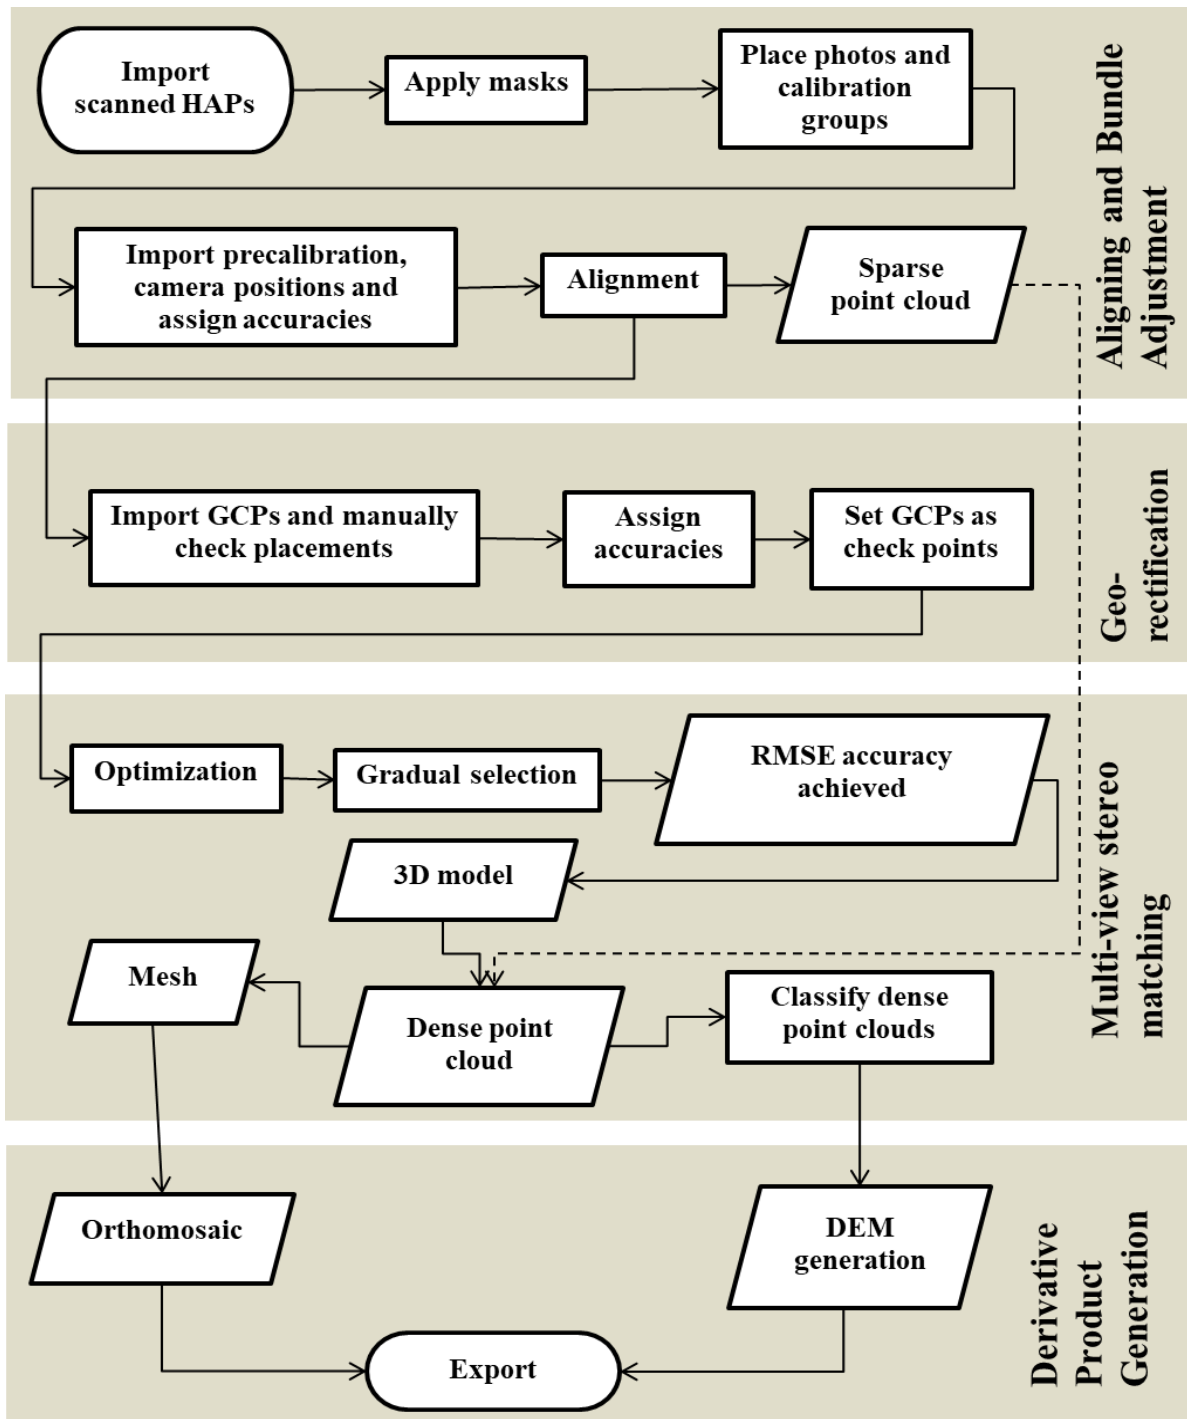 Import
scanned HAPs
Apply masks
Place photos and
calibration
groups
Import precalibration,
camera positions and
assign accuracies
Alignment
Sparse
point cloud
Aligning and Bundle
Adjustment
Import GCPs and manually
check placements
Assign
accuracies
Set GCPs as
check points
Geo-
rectification
Optimization
Gradual selection
RMSE accuracy
achieved
3D model
Mesh
Dense point
cloud
Classify dense
point clouds
Multi-view stereo
matching
Orthomosaic
DEM
generation
Export
Derivative
Product
Generation